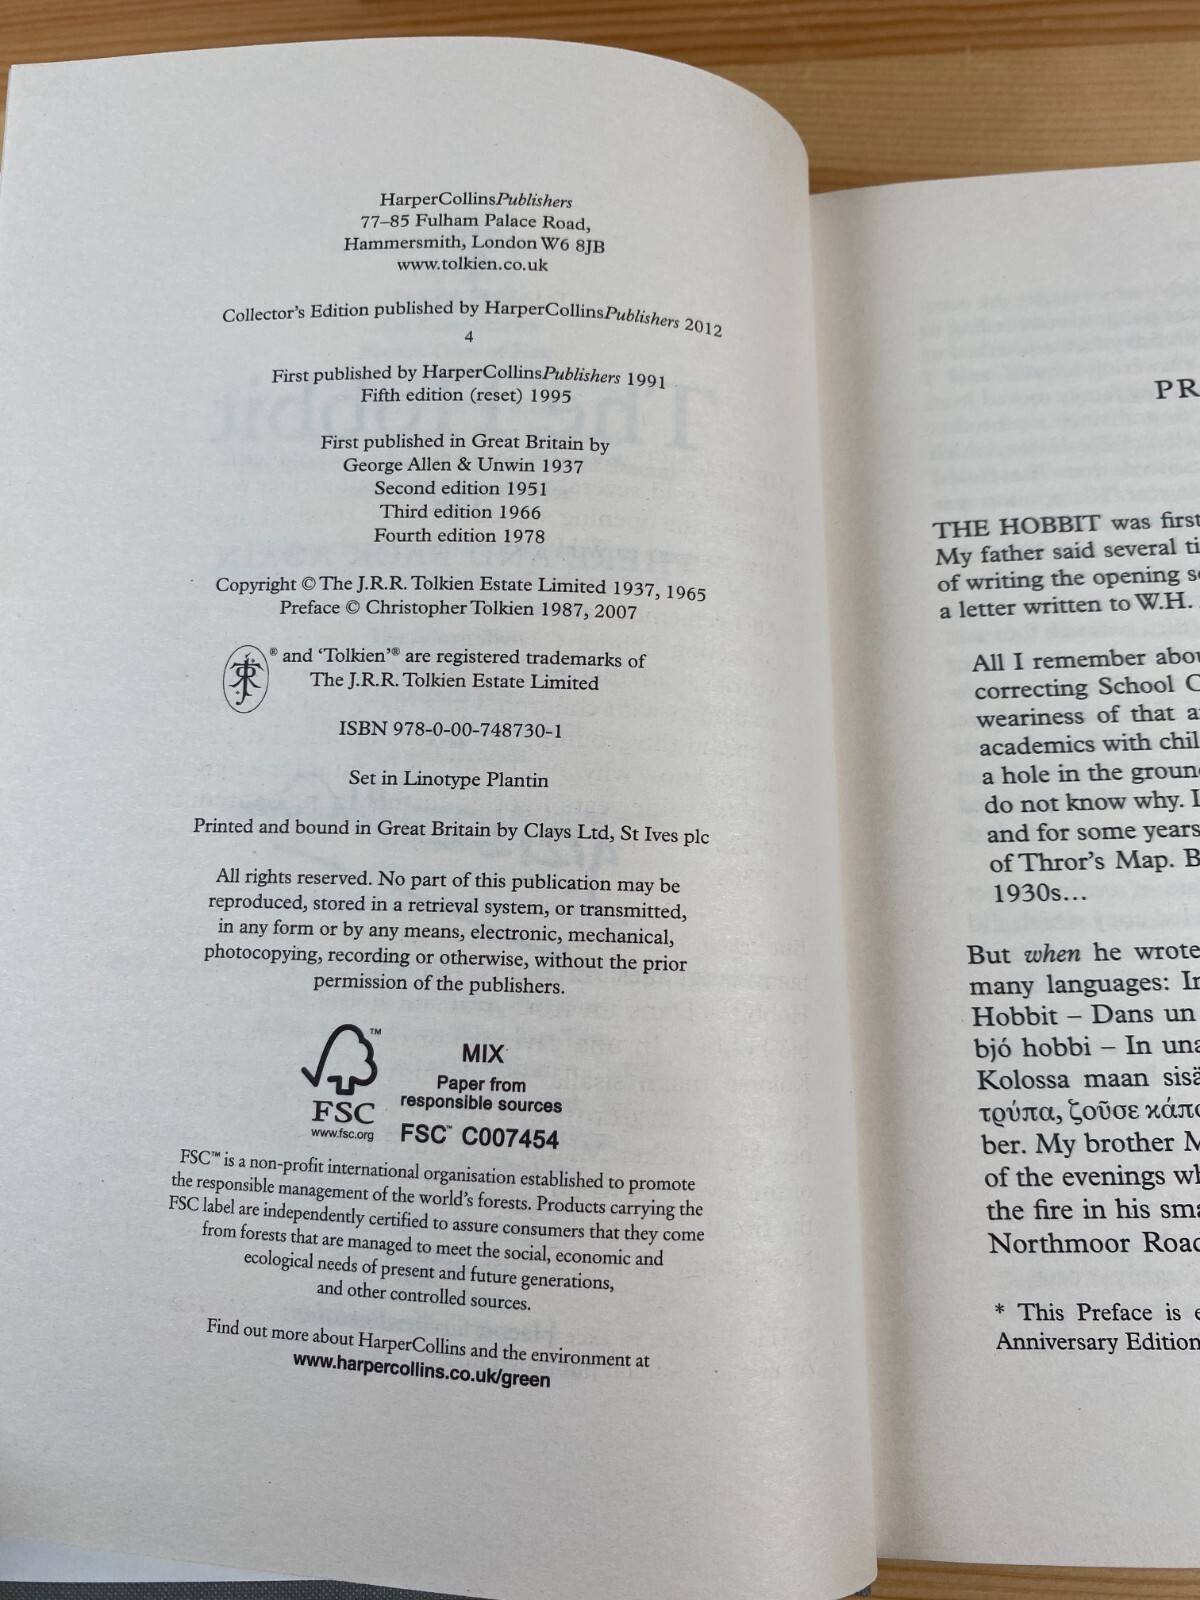 HarperCollinsPublishers
77–85 Fulham Palace Road,
Hammersmith, London W6 8JB
www.tolkien.co.uk
Collector's Edition published by HarperCollinsPublishers 2012
4
First published by HarperCollinsPublishers 1991
Fifth edition (reset) 1995
First published in Great Britain by
George Allen & Unwin 1937
Second edition 1951
Third edition 1966
Fourth edition 1978
Copyright © The J.R.R. Tolkien Estate Limited 1937, 1965
Preface © Christopher Tolkien 1987, 2007
® and 'Tolkien'® are registered trademarks of
The J.R.R. Tolkien Estate Limited
ISBN 978-0-00-748730-1
Set in Linotype Plantin
Printed and bound in Great Britain by Clays Ltd, St Ives plc
All rights reserved. No part of this publication may be
reproduced, stored in a retrieval system, or transmitted,
in any form or by any means, electronic, mechanical,
photocopying, recording or otherwise, without the prior
permission of the publishers.
™
FSC
www.fsc.org
MIX
Paper from
responsible sources
FSC™ C007454
FSC™ is a non-profit international organisation established to promote
the responsible management of the world's forests. Products carrying the
FSC label are independently certified to assure consumers that they come
from forests that are managed to meet the social, economic and
ecological needs of present and future generations,
and other controlled sources.
Find out more about HarperCollins and the environment at
www.harpercollins.co.uk/green
PR
THE HOBBIT was first
My father said several ti
of writing the opening se
a letter written to W.H.
All I remember abou
correcting School C
weariness of that a
academics with chil
a hole in the ground
do not know why. I
and for some years
of Thror's Map. B
1930s...
But when he wrote
many languages: In
Hobbit – Dans un
bjó hobbi – In una
Kolossa maan sisä
τρύπα, ζοῦσε κάπο
ber. My brother M
of the evenings wh
the fire in his sma
Northmoor Road
* This Preface is e
Anniversary Edition